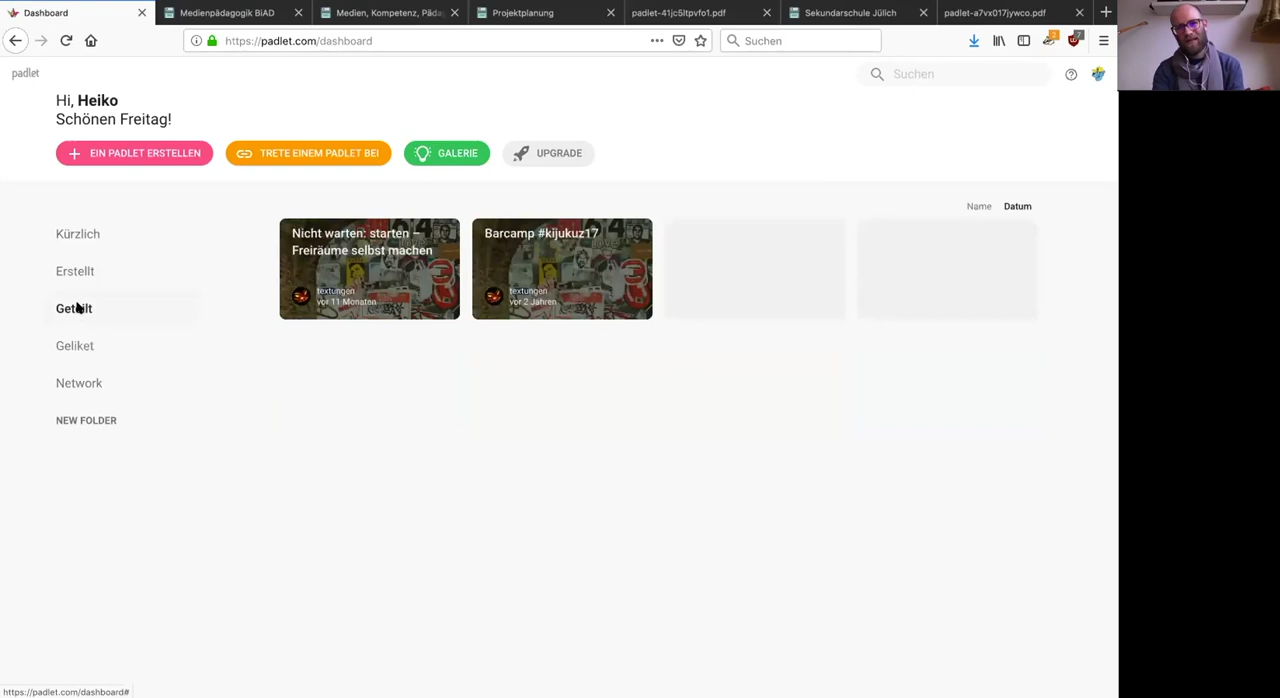 Dashboard
Medienpädagogik BiAD
Medien, Kompetenz, Päda
Projektplanung
padlet-41jc5ltpvfo1.pdf
Sekundarschule Jülich
padlet-a7vx017jywco.pdf
https://padlet.com/dashboard
Suchen
2
7
padlet
Suchen
Hi, Heiko
Schönen Freitag!
EIN PADLET ERSTELLEN
TRETE EINEM PADLET BEI
GALERIE
UPGRADE
Name
Datum
Kürzlich
Erstellt
Geteilt
Geliket
Network
NEW FOLDER
Nicht warten: starten –
Freiräume selbst machen
textungen
vor 11 Monaten
Barcamp #kijukuz17
textungen
vor 2 Jahren
https://padlet.com/dashboard#